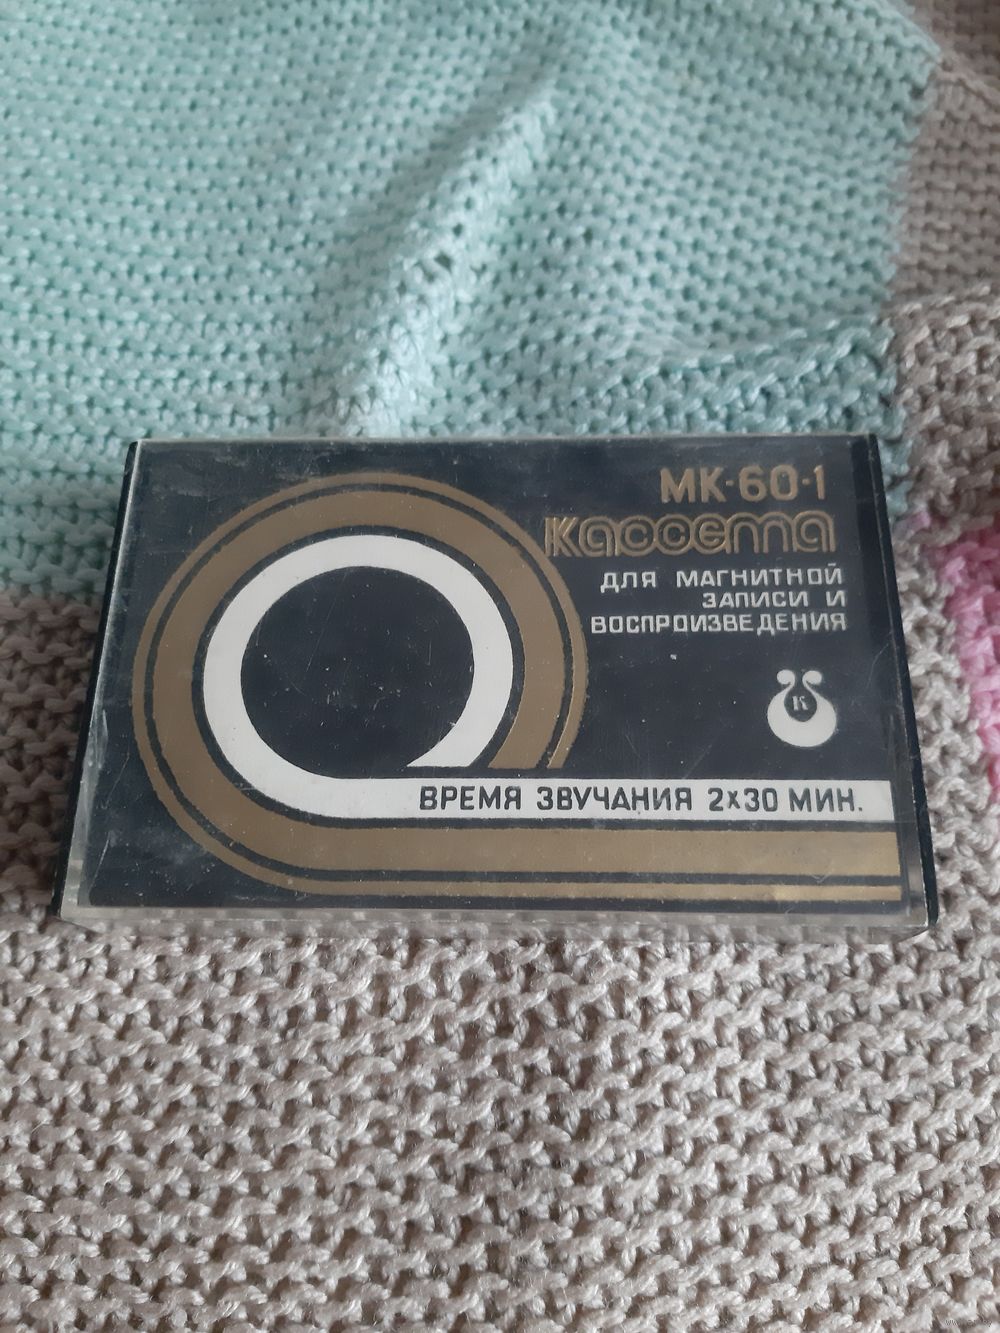 МК-60-1
Кассета
ДЛЯ МАГНИТНОЙ
ЗАПИСИ И
ВОСПРОИЗВЕДЕНИЯ
К
ВРЕМЯ ЗВУЧАНИЯ 2х30 МИН.